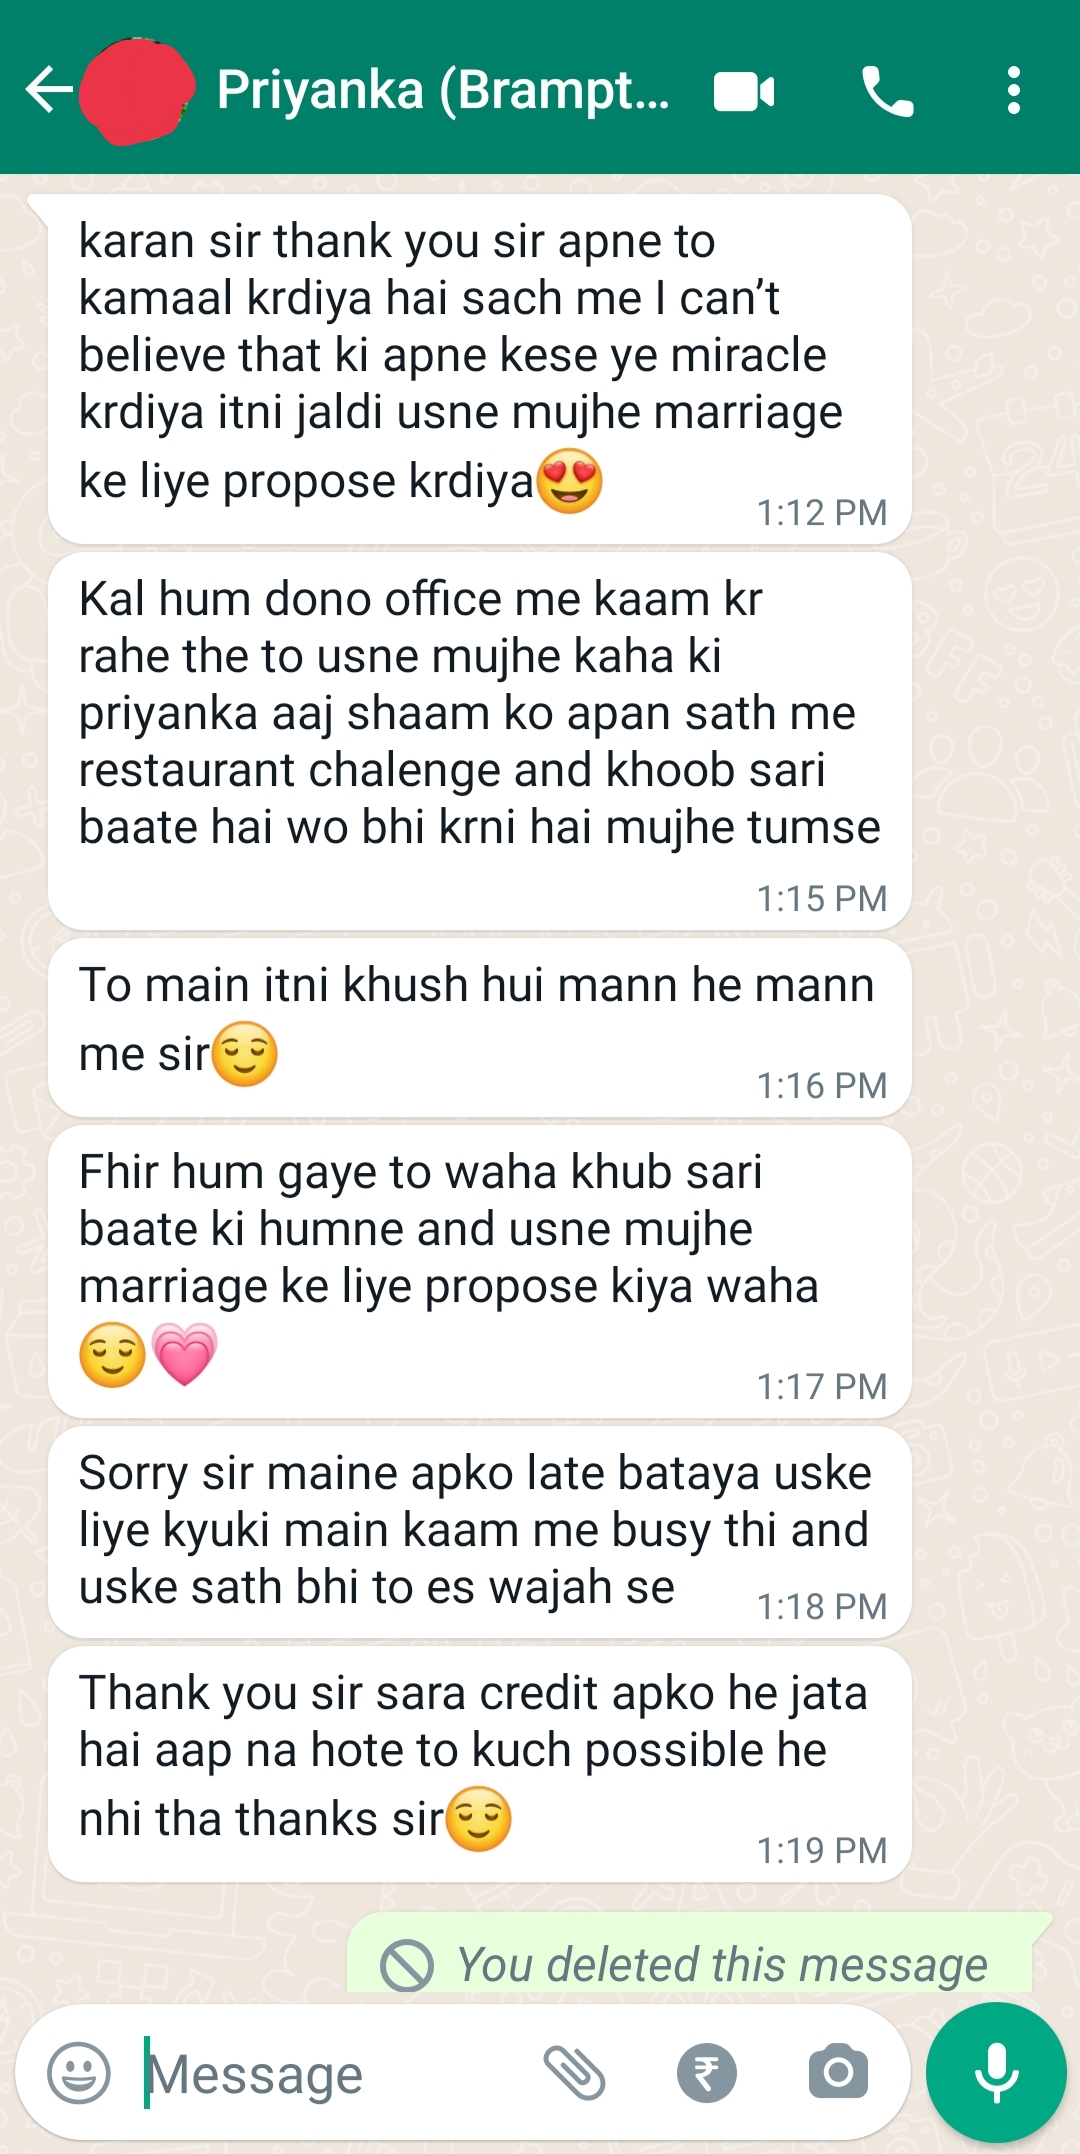 Priyanka (Brampt...
karan sir thank you sir apne to
kamaal krdiya hai sach me I can’t
believe that ki apne kese ye miracle
krdiya itni jaldi usne mujhe marriage
ke liye propose krdiya😍
1:12 PM
Kal hum dono office me kaam kr
rahe the to usne mujhe kaha ki
priyanka aaj shaam ko apan sath me
restaurant chalenge and khoob sari
baate hai wo bhi krni hai mujhe tumse
1:15 PM
To main itni khush hui mann he mann
me sir😌
1:16 PM
Fhir hum gaye to waha khub sari
baate ki humne and usne mujhe
marriage ke liye propose kiya waha
😌💗
1:17 PM
Sorry sir maine apko late bataya uske
liye kyuki main kaam me busy thi and
uske sath bhi to es wajah se
1:18 PM
Thank you sir sara credit apko he jata
hai aap na hote to kuch possible he
nhi tha thanks sir😌
1:19 PM
You deleted this message
Message